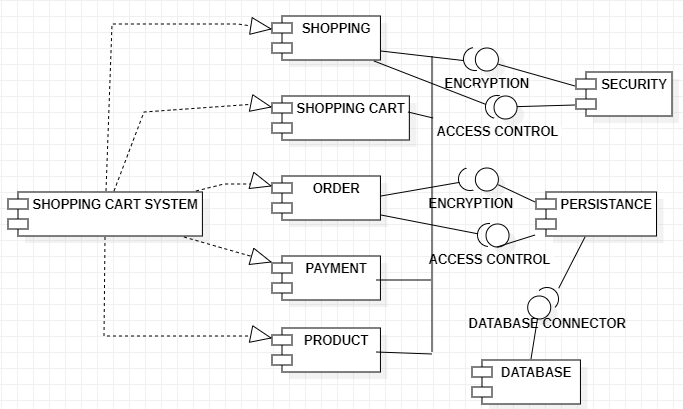 SHOPPING
ENCRYPTION
SECURITY
SHOPPING CART
ACCESS CONTROL
ORDER
ENCRYPTION
SHOPPING CART SYSTEM
PERSISTANCE
ACCESS CONTROL
PAYMENT
DATABASE CONNECTOR
PRODUCT
DATABASE